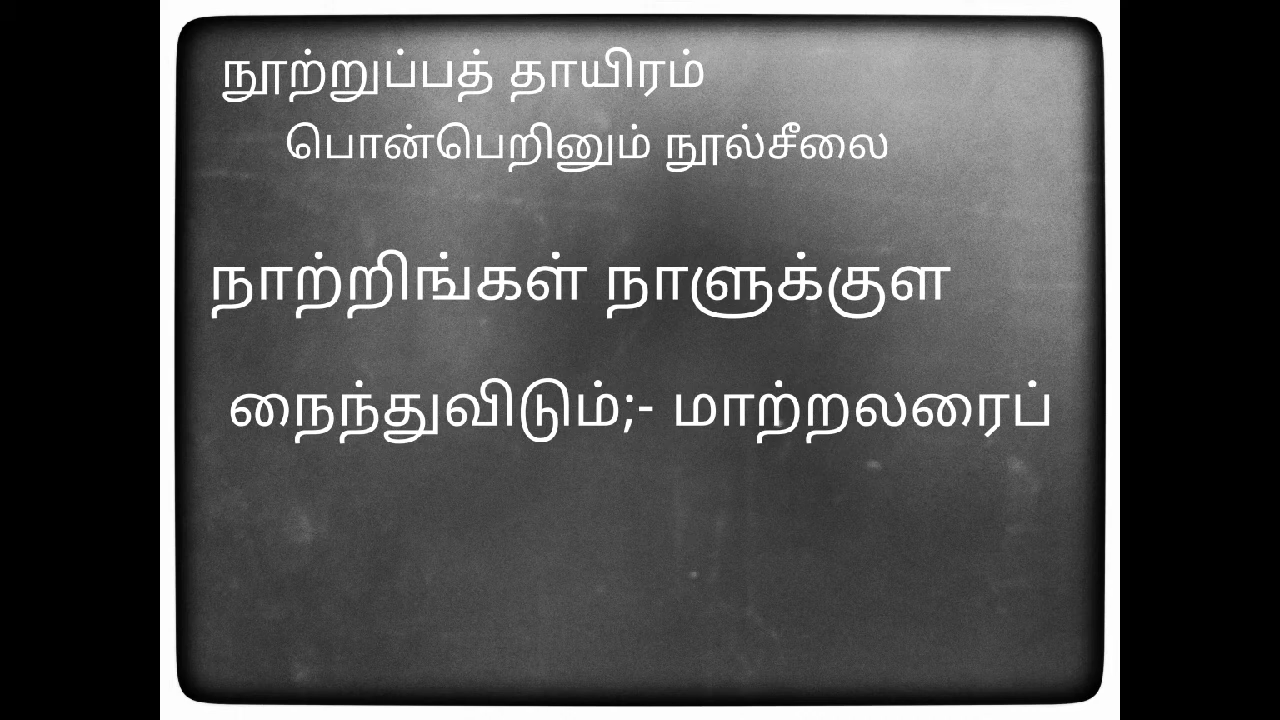 நூற்றுப்பத் தாயிரம்
பொன்பெறினும் நூல்சீலை
நாற்றிங்கள் நாளுக்குள
நைந்துவிடும்;- மாற்றலரைப்